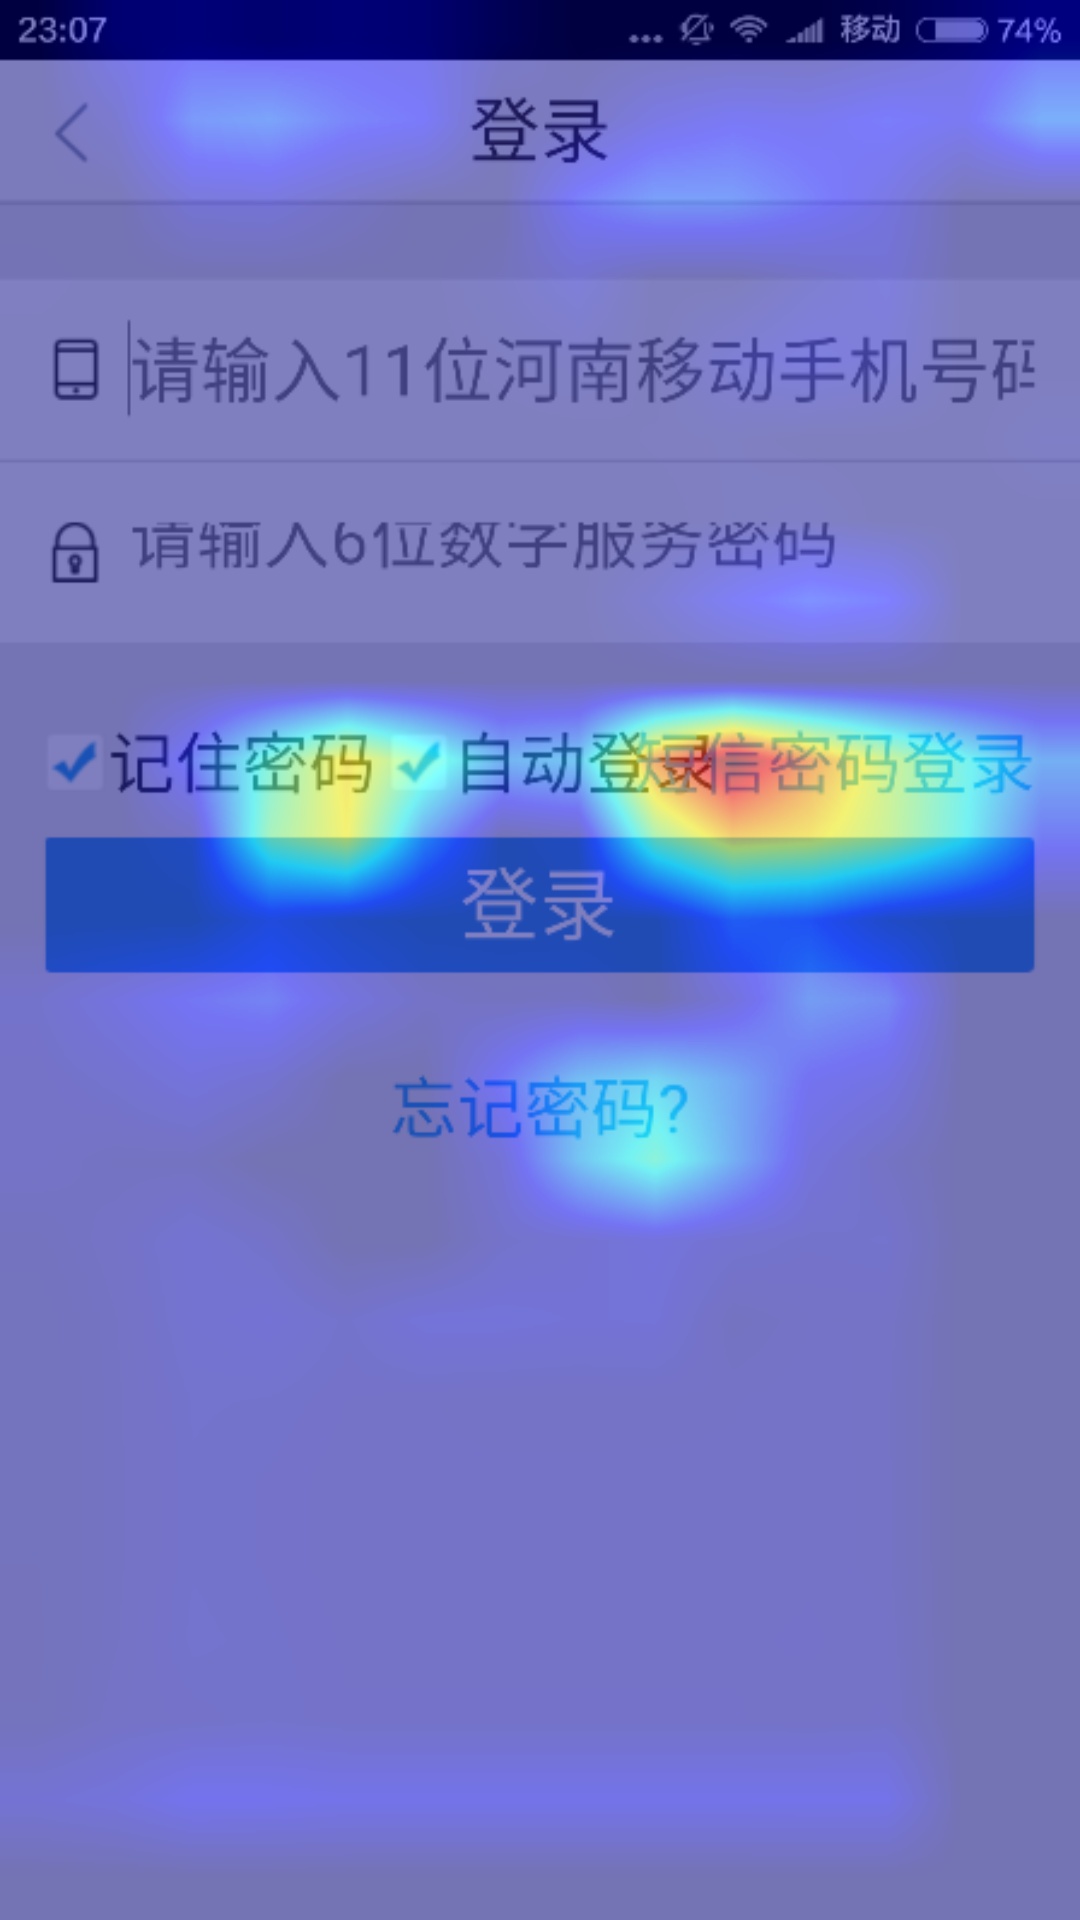 23:07 ... 移动 74%
登录
请输入11位河南移动手机号码
请输入6位数字服务密码
记住密码 自动登录 短信密码登录
登录
忘记密码?